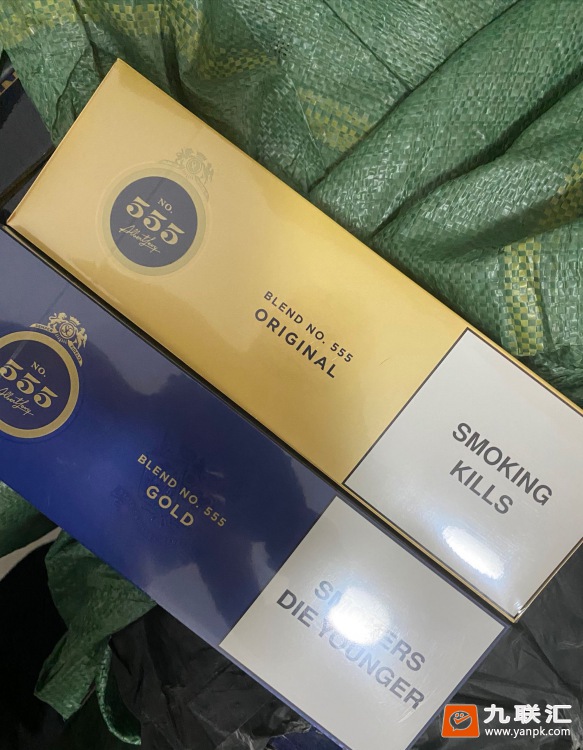 NO.
555
BLEND NO. 555
ORIGINAL
SMOKING
KILLS
NO.
555
BLEND NO. 555
GOLD
SMOKERS
DIE YOUNGER
九联汇
www.yanpk.com